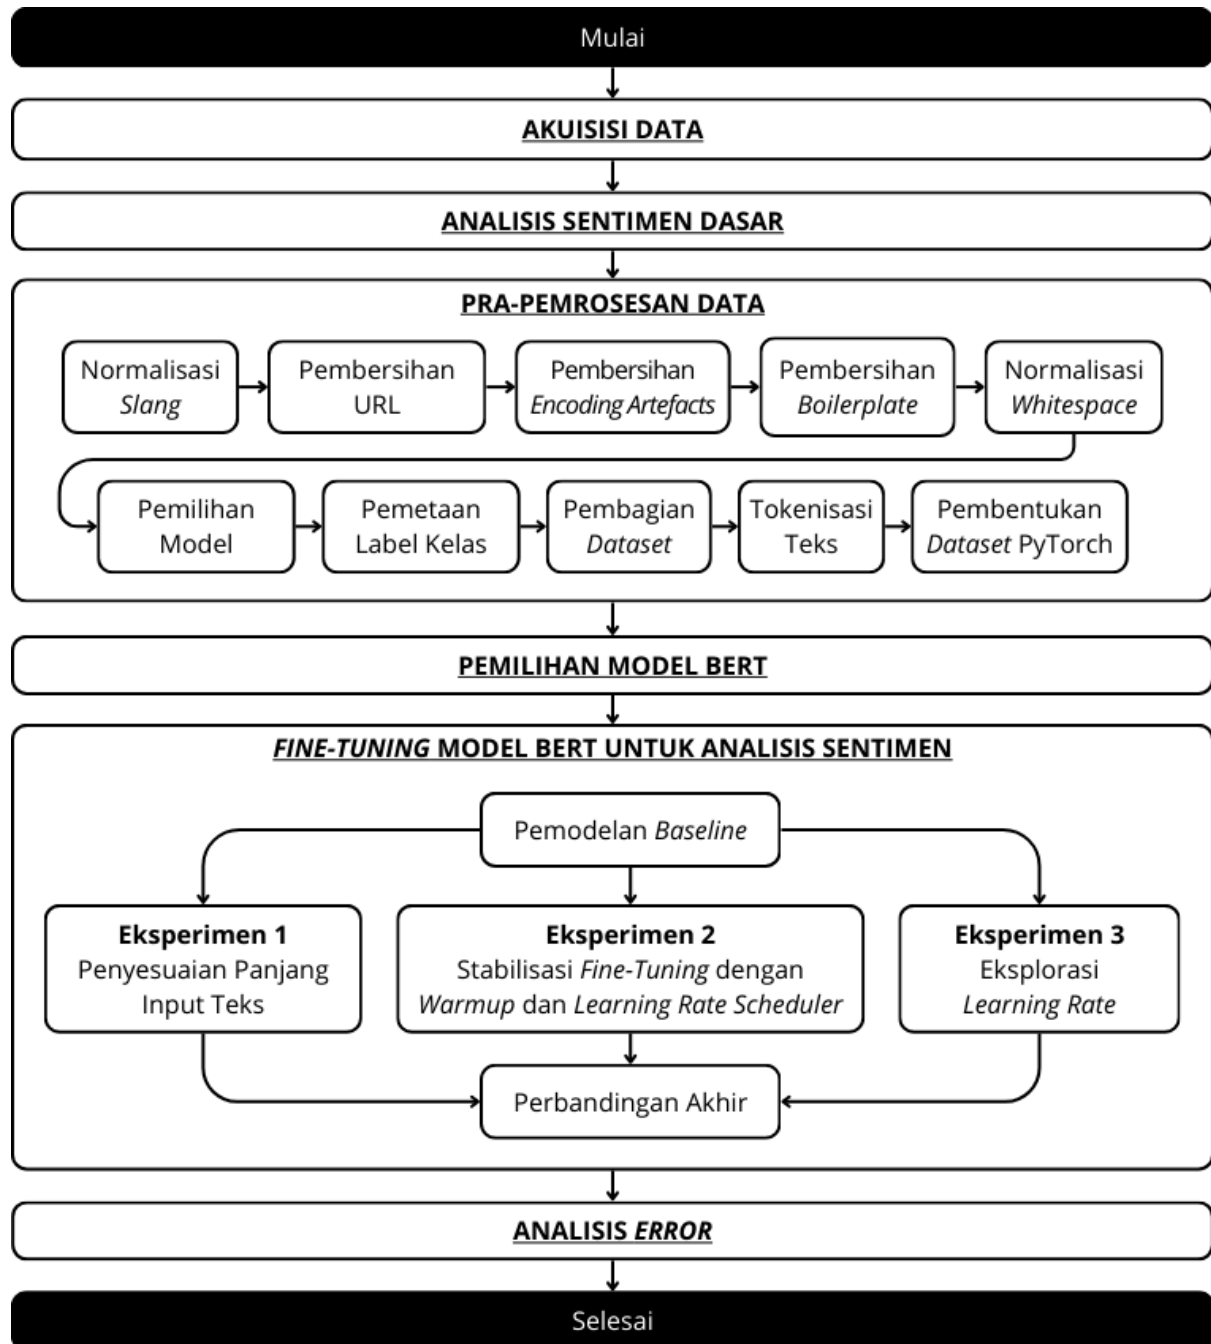 Mulai
AKUISISI DATA
ANALISIS SENTIMEN DASAR
PRA-PEMROSESAN DATA
Normalisasi
Slang
Pembersihan
URL
Pembersihan
Encoding Artefacts
Pembersihan
Boilerplate
Normalisasi
Whitespace
Pemilihan
Model
Pemetaan
Label Kelas
Pembagian
Dataset
Tokenisasi
Teks
Pembentukan
Dataset PyTorch
PEMILIHAN MODEL BERT
FINE-TUNING MODEL BERT UNTUK ANALISIS SENTIMEN
Pemodelan Baseline
Eksperimen 1
Penyesuaian Panjang
Input Teks
Eksperimen 2
Stabilisasi Fine-Tuning dengan
Warmup dan Learning Rate Scheduler
Eksperimen 3
Eksplorasi
Learning Rate
Perbandingan Akhir
ANALISIS ERROR
Selesai